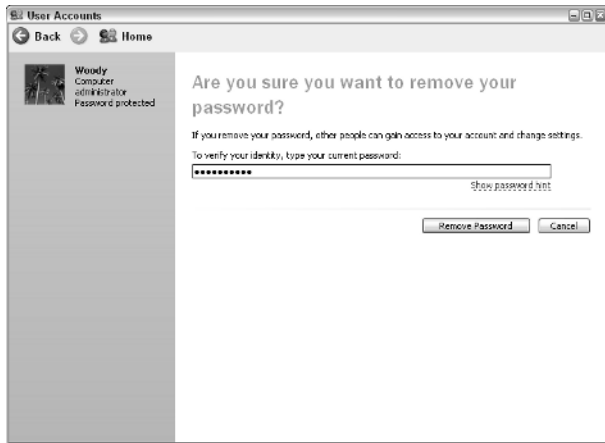 User Accounts
Back Home
Woody
Computer
administrator
Password protected
Are you sure you want to remove your
password?
If you remove your password, other people can gain access to your account and change settings.
To verify your identity, type your current password:
••••••••••
Show password hint
Remove Password Cancel